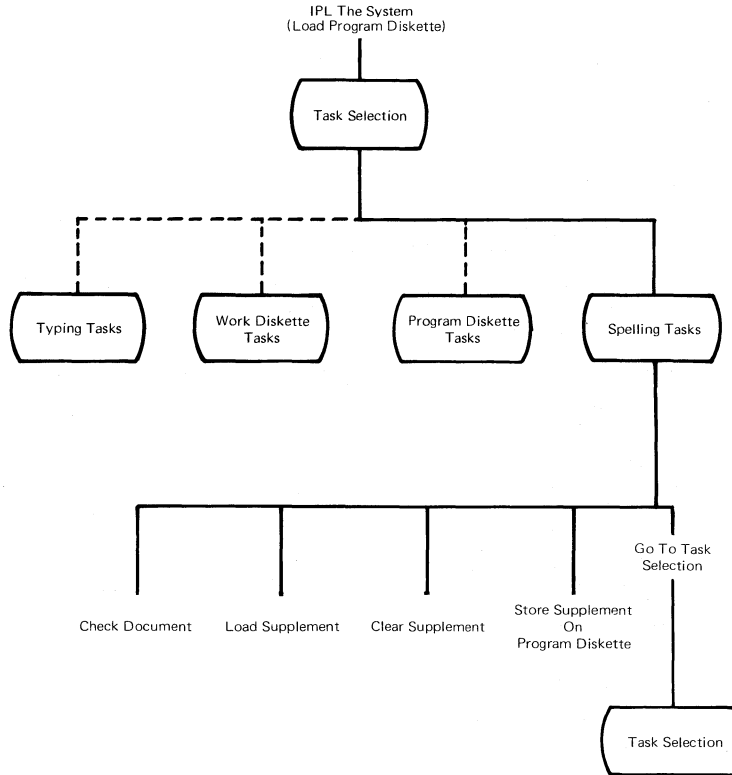 IPL The System
(Load Program Diskette)
Task Selection
Typing Tasks
Work Diskette
Tasks
Program Diskette
Tasks
Spelling Tasks
Check Document
Load Supplement
Clear Supplement
Store Supplement
On
Program Diskette
Go To Task
Selection
Task Selection